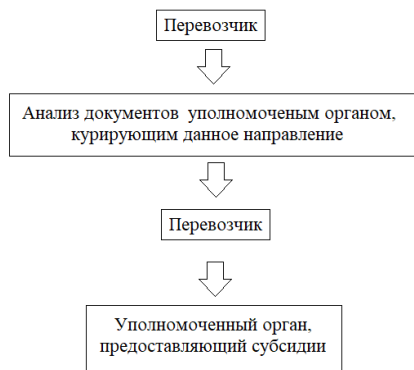 Перевозчик
Анализ документов уполномоченым органом,
курирующим данное направление
Перевозчик
Уполномоченный орган,
предоставляющий субсидии